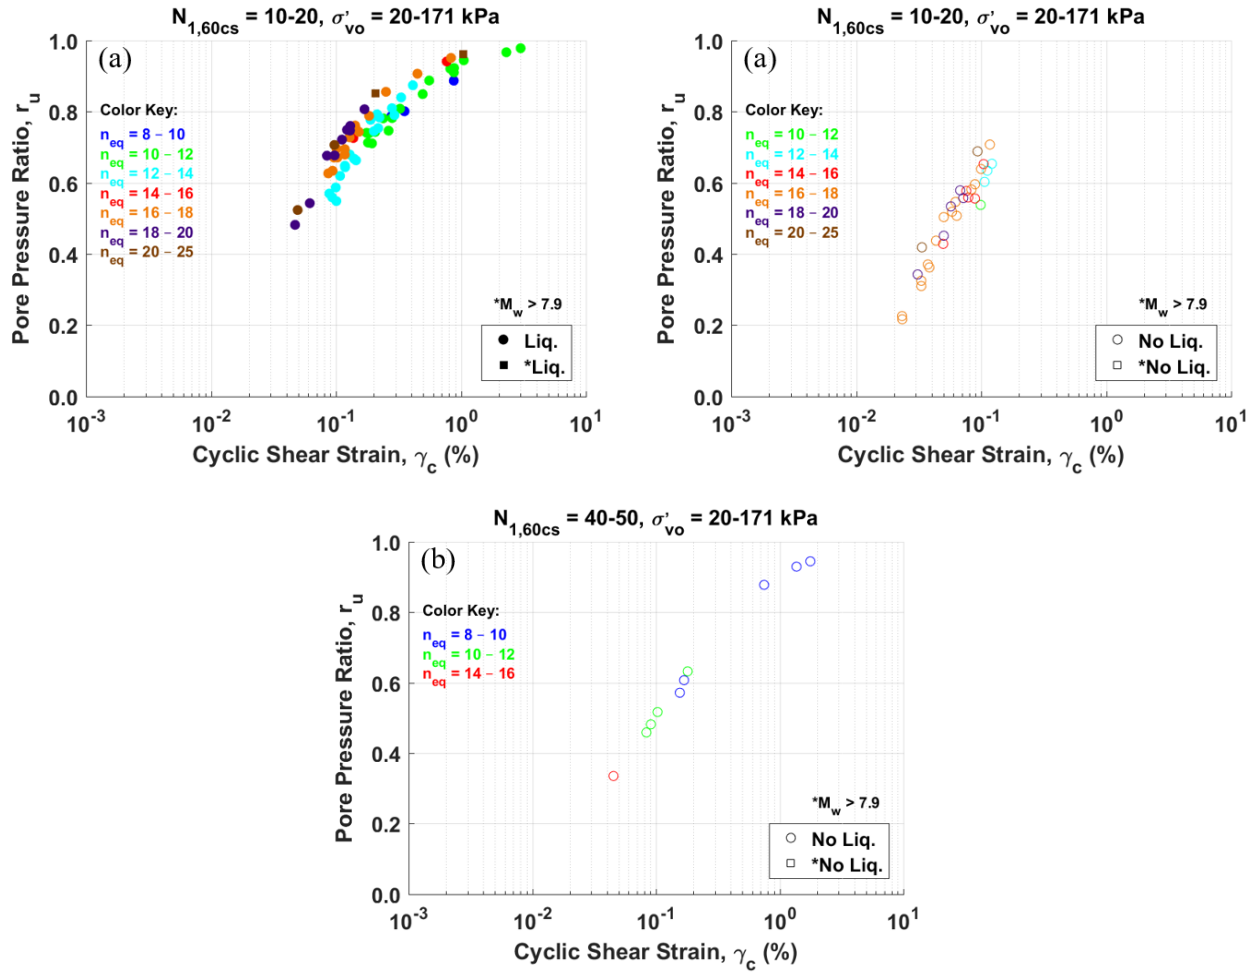 N1,60cs = 10-20, σ'vo = 20-171 kPa
(a)
Color Key:
neq = 8 – 10
neq = 10 – 12
neq = 12 – 14
neq = 14 – 16
neq = 16 – 18
neq = 18 – 20
neq = 20 – 25
*Mw > 7.9
Liq.
*Liq.
1.0
0.8
0.6
0.4
0.2
0.0
Pore Pressure Ratio, ru
10-3
10-2
10-1
100
101
Cyclic Shear Strain, γc (%)
N1,60cs = 10-20, σ'vo = 20-171 kPa
(a)
Color Key:
neq = 10 – 12
neq = 12 – 14
neq = 14 – 16
neq = 16 – 18
neq = 18 – 20
neq = 20 – 25
*Mw > 7.9
No Liq.
*No Liq.
1.0
0.8
0.6
0.4
0.2
0.0
Pore Pressure Ratio, ru
10-3
10-2
10-1
100
101
Cyclic Shear Strain, γc (%)
N1,60cs = 40-50, σ'vo = 20-171 kPa
(b)
Color Key:
neq = 8 – 10
neq = 10 – 12
neq = 14 – 16
*Mw > 7.9
No Liq.
*No Liq.
1.0
0.8
0.6
0.4
0.2
0.0
Pore Pressure Ratio, ru
10-3
10-2
10-1
100
101
Cyclic Shear Strain, γc (%)